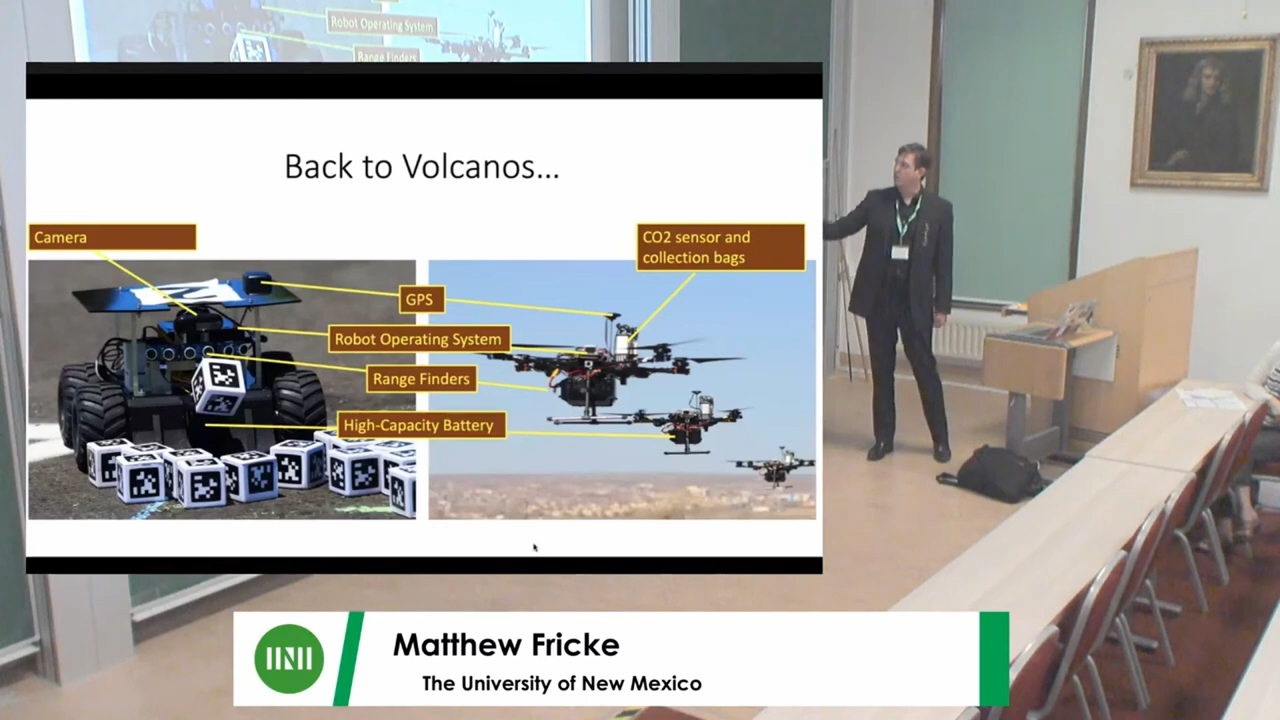 Robot Operating System
Range Finders
Back to Volcanos...
Camera
CO2 sensor and
collection bags
GPS
Robot Operating System
Range Finders
High-Capacity Battery
Matthew Fricke
The University of New Mexico